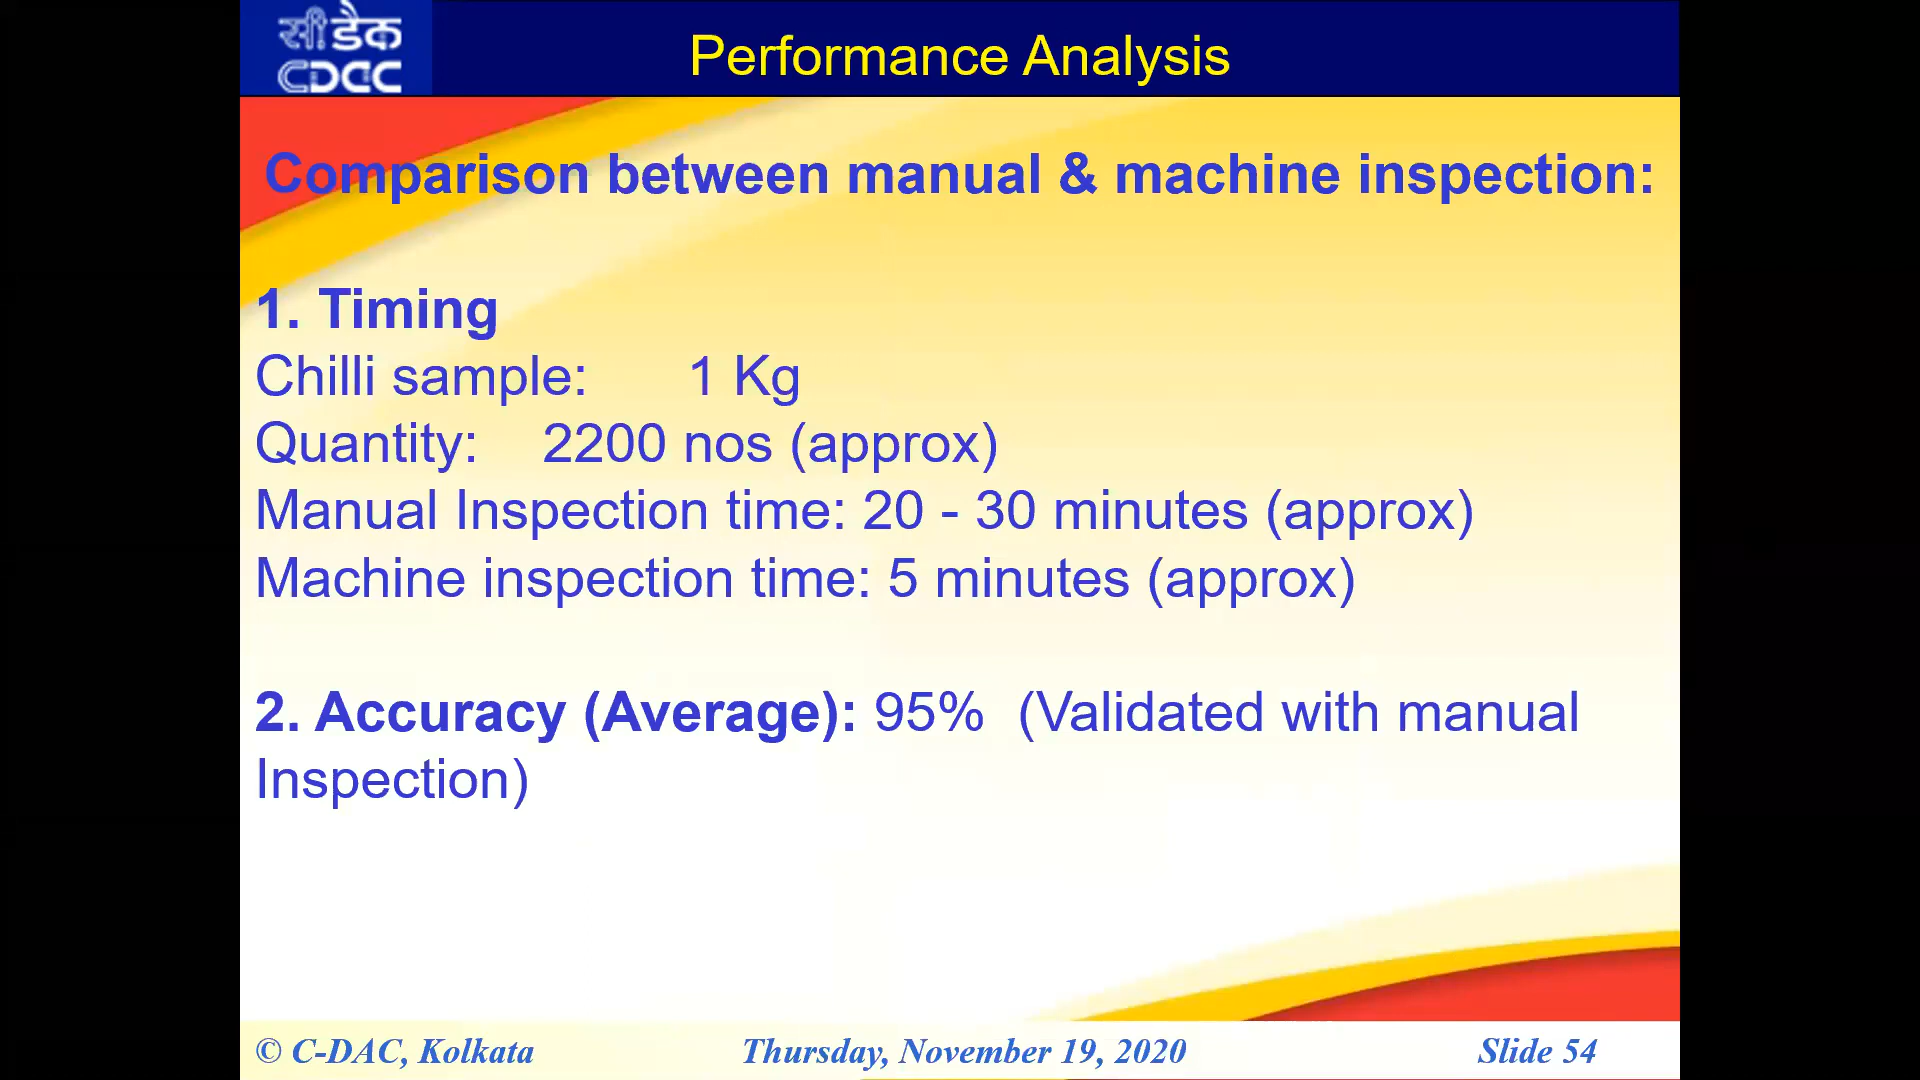 सीडैक
CDAC
Performance Analysis
Comparison between manual & machine inspection:
1. Timing
Chilli sample: 1 Kg
Quantity: 2200 nos (approx)
Manual Inspection time: 20 - 30 minutes (approx)
Machine inspection time: 5 minutes (approx)
2. Accuracy (Average): 95% (Validated with manual
Inspection)
© C-DAC, Kolkata Thursday, November 19, 2020 Slide 54